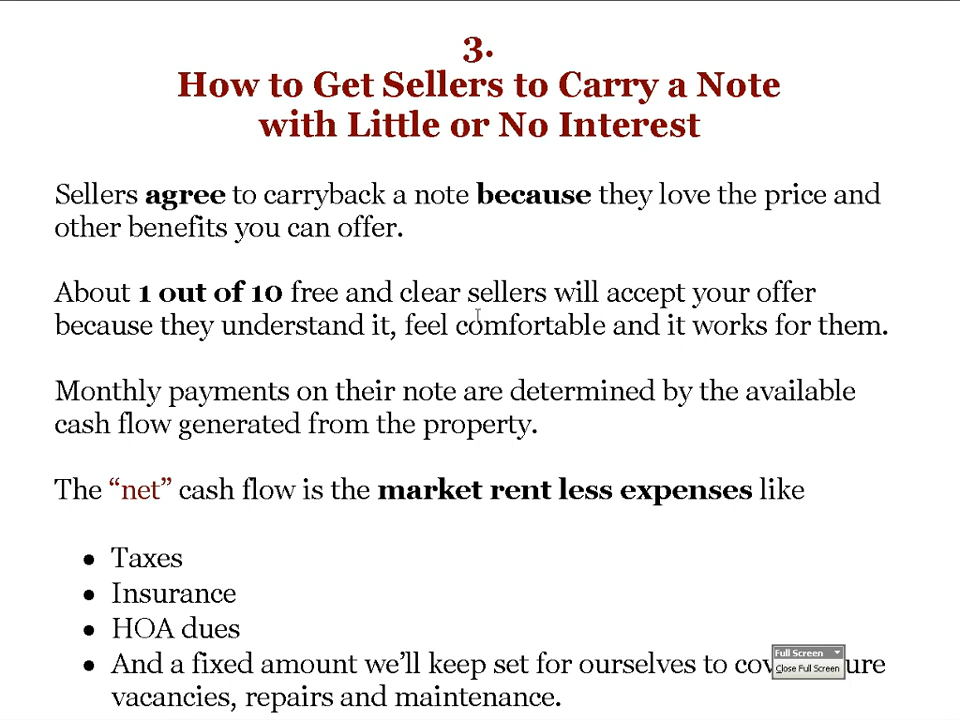 3.
How to Get Sellers to Carry a Note
with Little or No Interest
Sellers agree to carryback a note because they love the price and
other benefits you can offer.
About 1 out of 10 free and clear sellers will accept your offer
because they understand it, feel comfortable and it works for them.
Monthly payments on their note are determined by the available
cash flow generated from the property.
The “net” cash flow is the market rent less expenses like
• Taxes
• Insurance
• HOA dues
• And a fixed amount we’ll keep set for ourselves to
vacancies, repairs and maintenance.
Full Screen
Close Full Screen